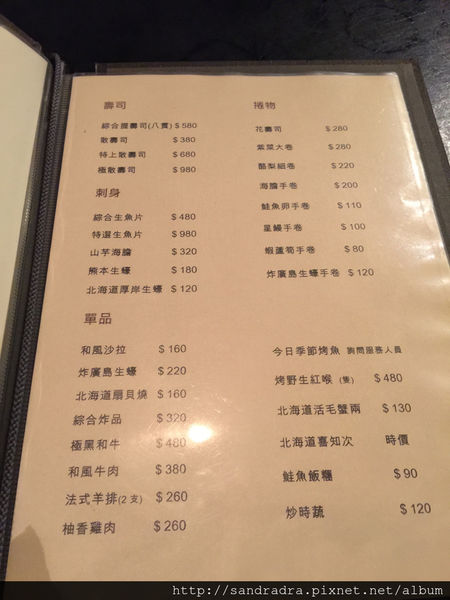 壽司
綜合握壽司(八貫) $580
散壽司 $380
特上散壽司 $680
極散壽司 $980
刺身
綜合生魚片 $480
特選生魚片 $980
山芋海膽 $320
熊本生蠔 $180
北海道厚岸生蠔 $120
捲物
花壽司 $280
紫菜大卷 $280
酪梨細卷 $220
海膽手卷 $200
鮭魚卵手卷 $110
星鰻手卷 $100
蝦蘆筍手卷 $80
炸廣島生蠔手卷 $120
單品
和風沙拉 $160
炸廣島生蠔 $220
北海道扇貝燒 $160
綜合炸品 $320
極黑和牛 $480
和風牛肉 $380
法式羊排(2支) $260
柚香雞肉 $260
今日季節烤魚 詢問服務人員
烤野生紅喉 (隻) $480
北海道活毛蟹兩 $130
北海道喜知次 時價
鮭魚飯糰 $90
炒時蔬 $120
http://sandradra.pixnet.net/album